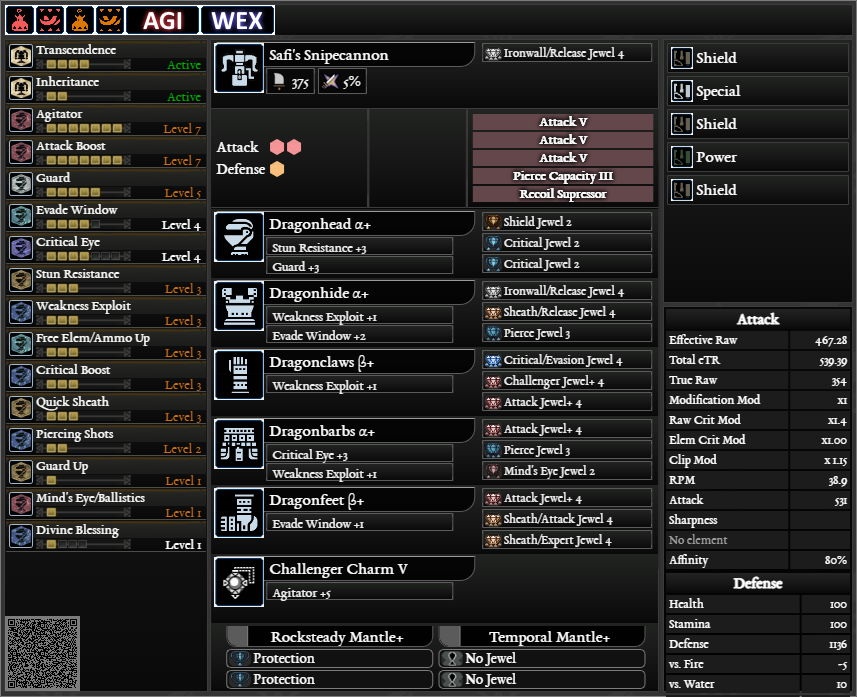 AGI WEX
Transcendence
Active
Inheritance
Active
Agitator
Level 7
Attack Boost
Level 7
Guard
Level 5
Evade Window
Level 4
Critical Eye
Level 4
Stun Resistance
Level 3
Weakness Exploit
Level 3
Free Elem/Ammo Up
Level 3
Critical Boost
Level 3
Quick Sheath
Level 3
Piercing Shots
Level 2
Guard Up
Level 1
Mind's Eye/Ballistics
Level 1
Divine Blessing
Level 1
Safi's Snipecannon
375 5%
Ironwall/Release Jewel 4
Attack
Defense
Attack V
Attack V
Attack V
Pierce Capacity III
Recoil Supressor
Dragonhead α+
Stun Resistance +3
Guard +3
Shield Jewel 2
Critical Jewel 2
Critical Jewel 2
Dragonhide α+
Weakness Exploit +1
Evade Window +2
Ironwall/Release Jewel 4
Sheath/Release Jewel 4
Pierce Jewel 3
Dragonclaws β+
Weakness Exploit +1
Critical/Evasion Jewel 4
Challenger Jewel+ 4
Attack Jewel+ 4
Dragonbarbs α+
Critical Eye +3
Weakness Exploit +1
Attack Jewel+ 4
Pierce Jewel 3
Mind's Eye Jewel 2
Dragonfeet β+
Evade Window +1
Attack Jewel+ 4
Sheath/Attack Jewel 4
Sheath/Expert Jewel 4
Challenger Charm V
Agitator +5
Rocksteady Mantle+
Protection
Protection
Temporal Mantle+
No Jewel
No Jewel
Shield
Special
Shield
Power
Shield
Attack
Effective Raw 467.28
Total eTR 539.39
True Raw 354
Modification Mod x1
Raw Crit Mod x1.4
Elem Crit Mod x1.00
Clip Mod x 1.15
RPM 38.9
Attack 531
Sharpness
No element
Affinity 80%
Defense
Health 100
Stamina 100
Defense 1136
vs. Fire -5
vs. Water 10